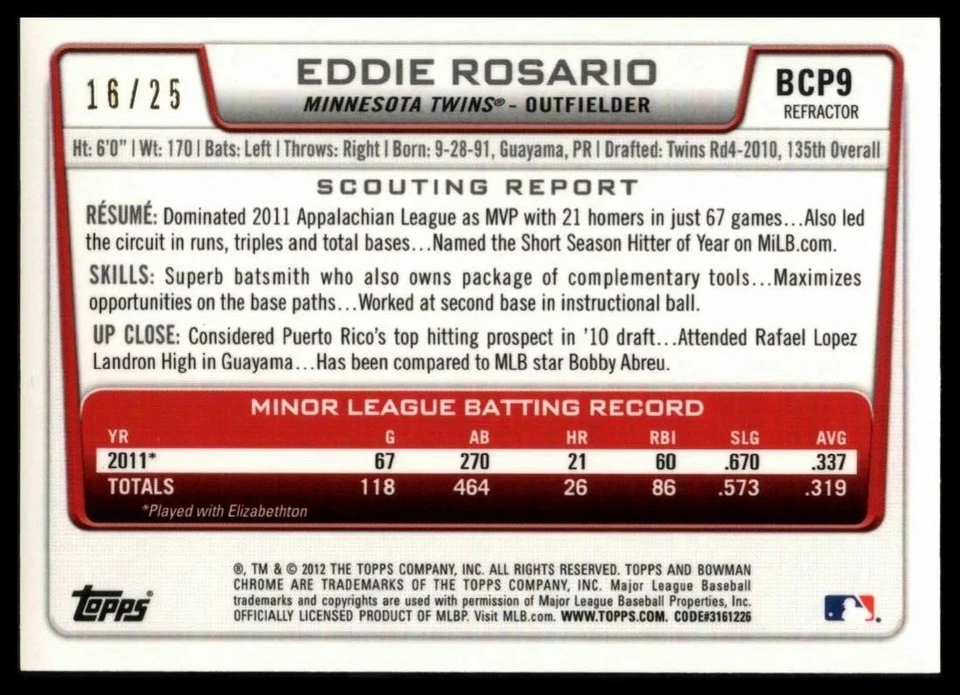 16/25
EDDIE ROSARIO
MINNESOTA TWINS® - OUTFIELDER
BCP9
REFRACTOR
Ht: 6'0" | Wt: 170 | Bats: Left | Throws: Right | Born: 9-28-91, Guayama, PR | Drafted: Twins Rd4-2010, 135th Overall
SCOUTING REPORT
RÉSUMÉ: Dominated 2011 Appalachian League as MVP with 21 homers in just 67 games...Also led
the circuit in runs, triples and total bases...Named the Short Season Hitter of Year on MiLB.com.
SKILLS: Superb batsmith who also owns package of complementary tools...Maximizes
opportunities on the base paths...Worked at second base in instructional ball.
UP CLOSE: Considered Puerto Rico's top hitting prospect in '10 draft...Attended Rafael Lopez
Landron High in Guayama...Has been compared to MLB star Bobby Abreu.
MINOR LEAGUE BATTING RECORD
YR G AB HR RBI SLG AVG
2011* 67 270 21 60 .670 .337
TOTALS 118 464 26 86 .573 .319
*Played with Elizabethton
®, TM & © 2012 THE TOPPS COMPANY, INC. ALL RIGHTS RESERVED. TOPPS AND BOWMAN
CHROME ARE TRADEMARKS OF THE TOPPS COMPANY, INC. Major League Baseball
trademarks and copyrights are used with permission of Major League Baseball Properties, Inc.
OFFICIALLY LICENSED PRODUCT OF MLBP. Visit MLB.com. WWW.TOPPS.COM. CODE#3161226
topps®